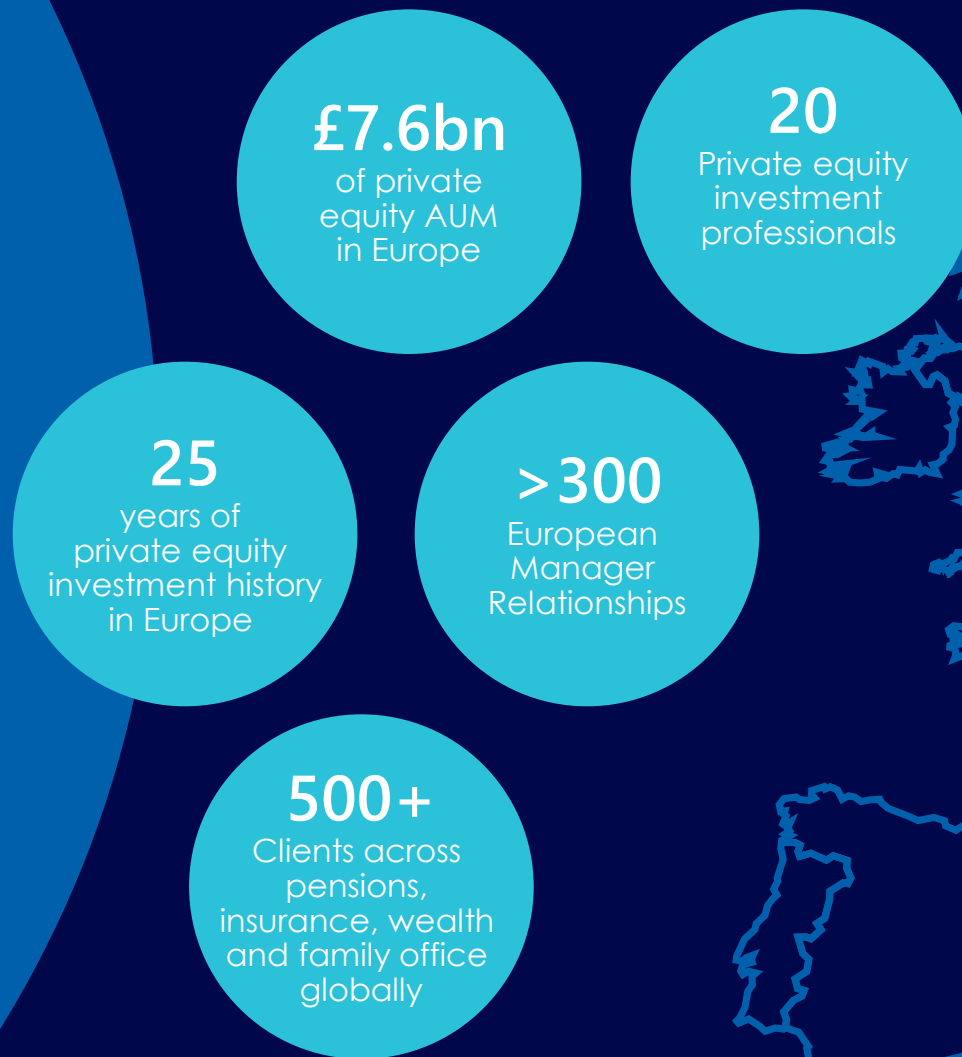 £7.6bn
of private
equity AUM
in Europe
20
Private equity
investment
professionals
25
years of
private equity
investment history
in Europe
>300
European
Manager
Relationships
500+
Clients across
pensions,
insurance, wealth
and family office
globally